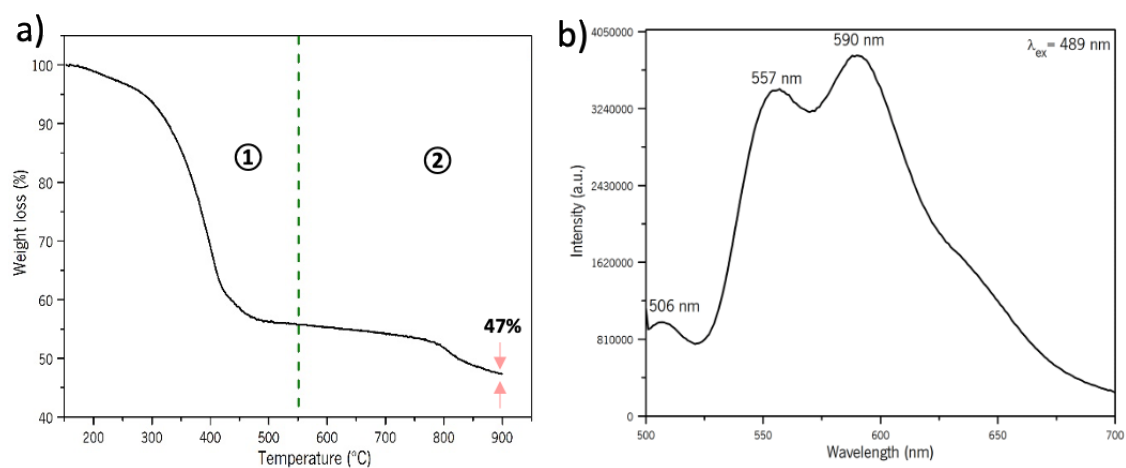 a)
Weight loss (%)
100
90
80
70
60
50
40
①
②
47%
200 300 400 500 600 700 800 900
Temperature (°C)
b)
Intensity (a.u.)
4050000
3240000
2430000
1620000
810000
0
590 nm
λex= 489 nm
557 nm
506 nm
500 550 600 650 700
Wavelength (nm)